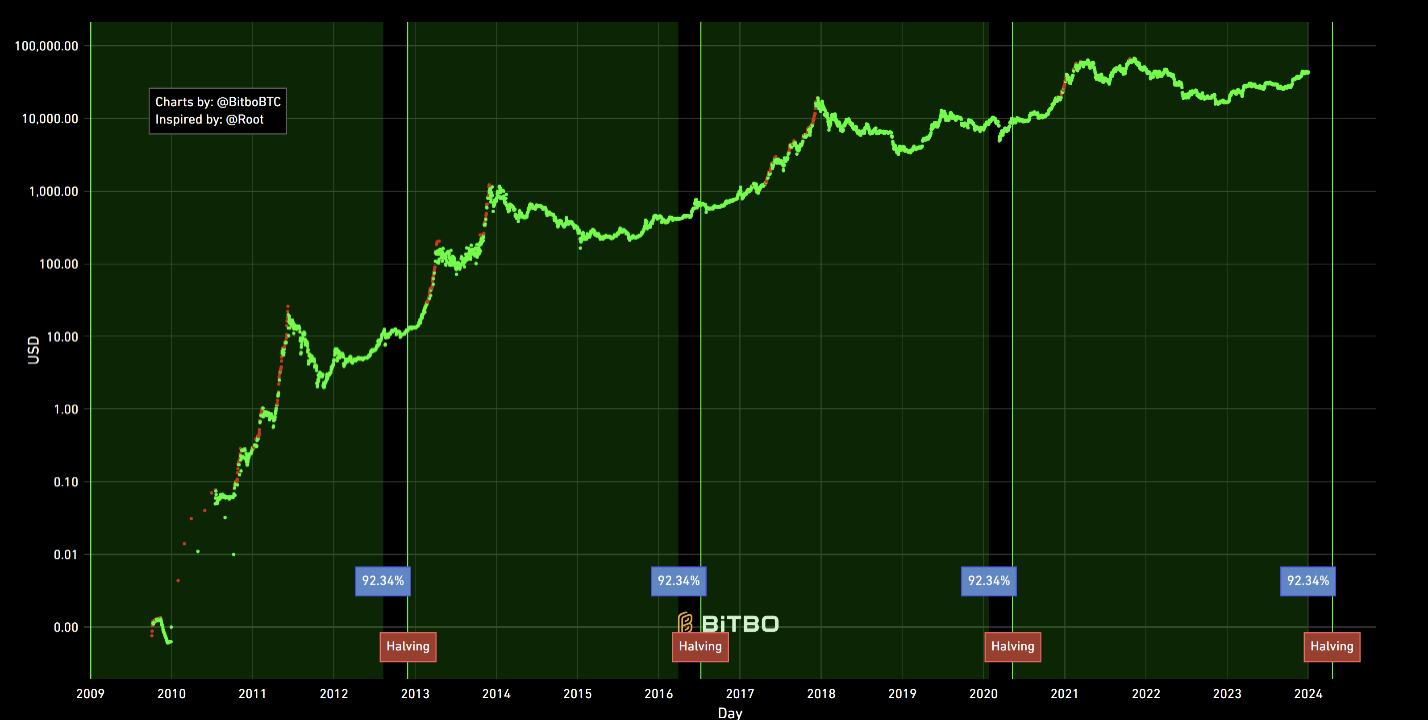 100,000.00
Charts by: @BitboBTC
Inspired by: @Root
10,000.00
1,000.00
100.00
10.00
USD
1.00
0.10
0.01
92.34% 92.34% 92.34% 92.34%
0.00
BiTBO
Halving Halving Halving Halving
2009 2010 2011 2012 2013 2014 2015 2016 2017 2018 2019 2020 2021 2022 2023 2024
Day